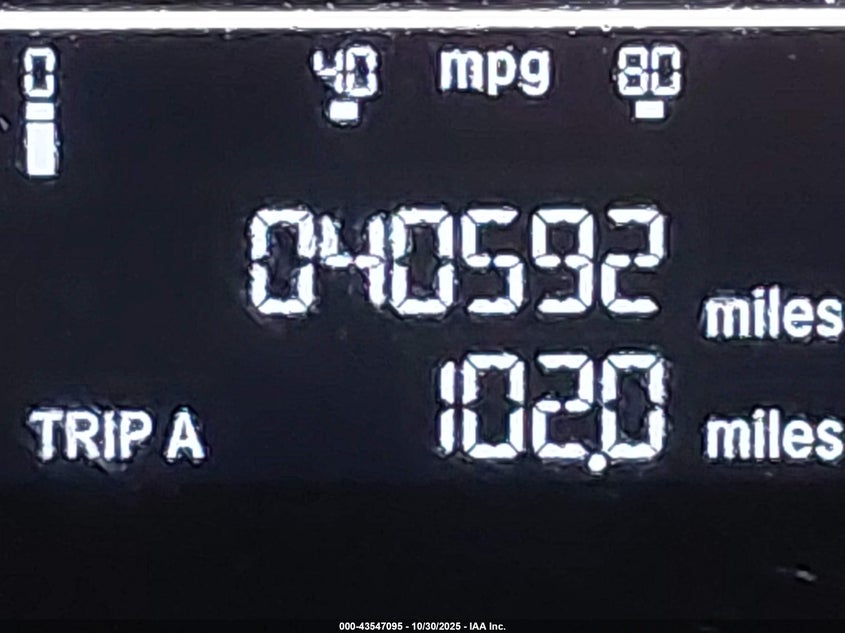 0 40 mpg 80
040592 miles
TRIP A 102.0 miles
000-43547095 - 10/30/2025 - IAA Inc.